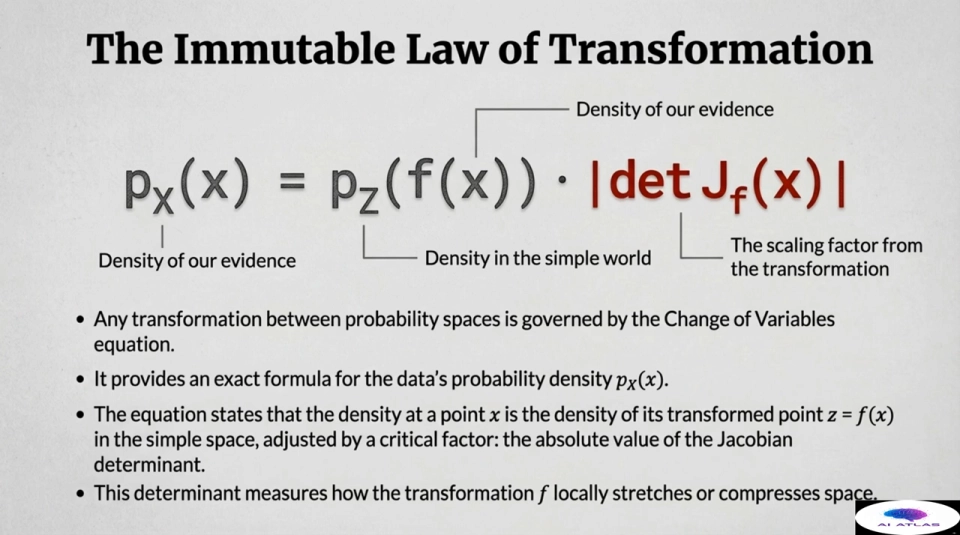 The Immutable Law of Transformation
Density of our evidence
pX(x) = pZ(f(x)) · |det Jf(x)|
Density of our evidence
Density in the simple world
The scaling factor from
the transformation
• Any transformation between probability spaces is governed by the Change of Variables
equation.
• It provides an exact formula for the data's probability density pX(x).
• The equation states that the density at a point x is the density of its transformed point z = f(x)
in the simple space, adjusted by a critical factor: the absolute value of the Jacobian
determinant.
• This determinant measures how the transformation f locally stretches or compresses space.
AI ATLAS